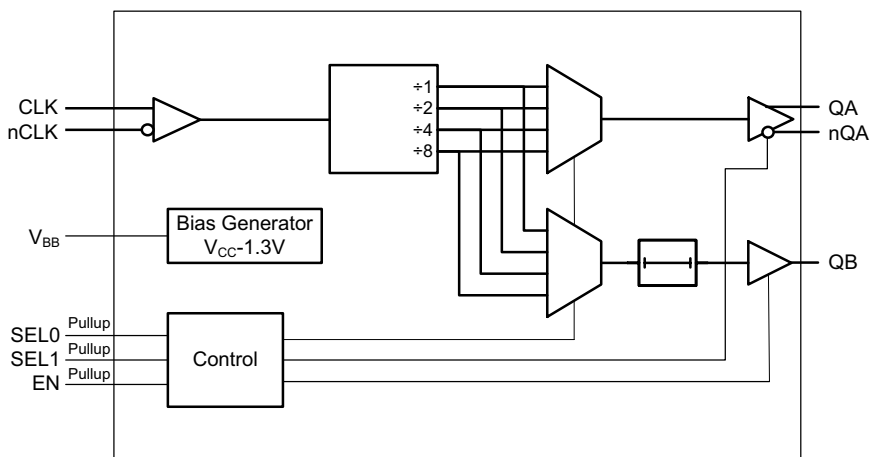 CLK
nCLK
÷1
÷2
÷4
÷8
QA
nQA
VBB
Bias Generator
VCC-1.3V
QB
SEL0
Pullup
SEL1
Pullup
EN
Pullup
Control